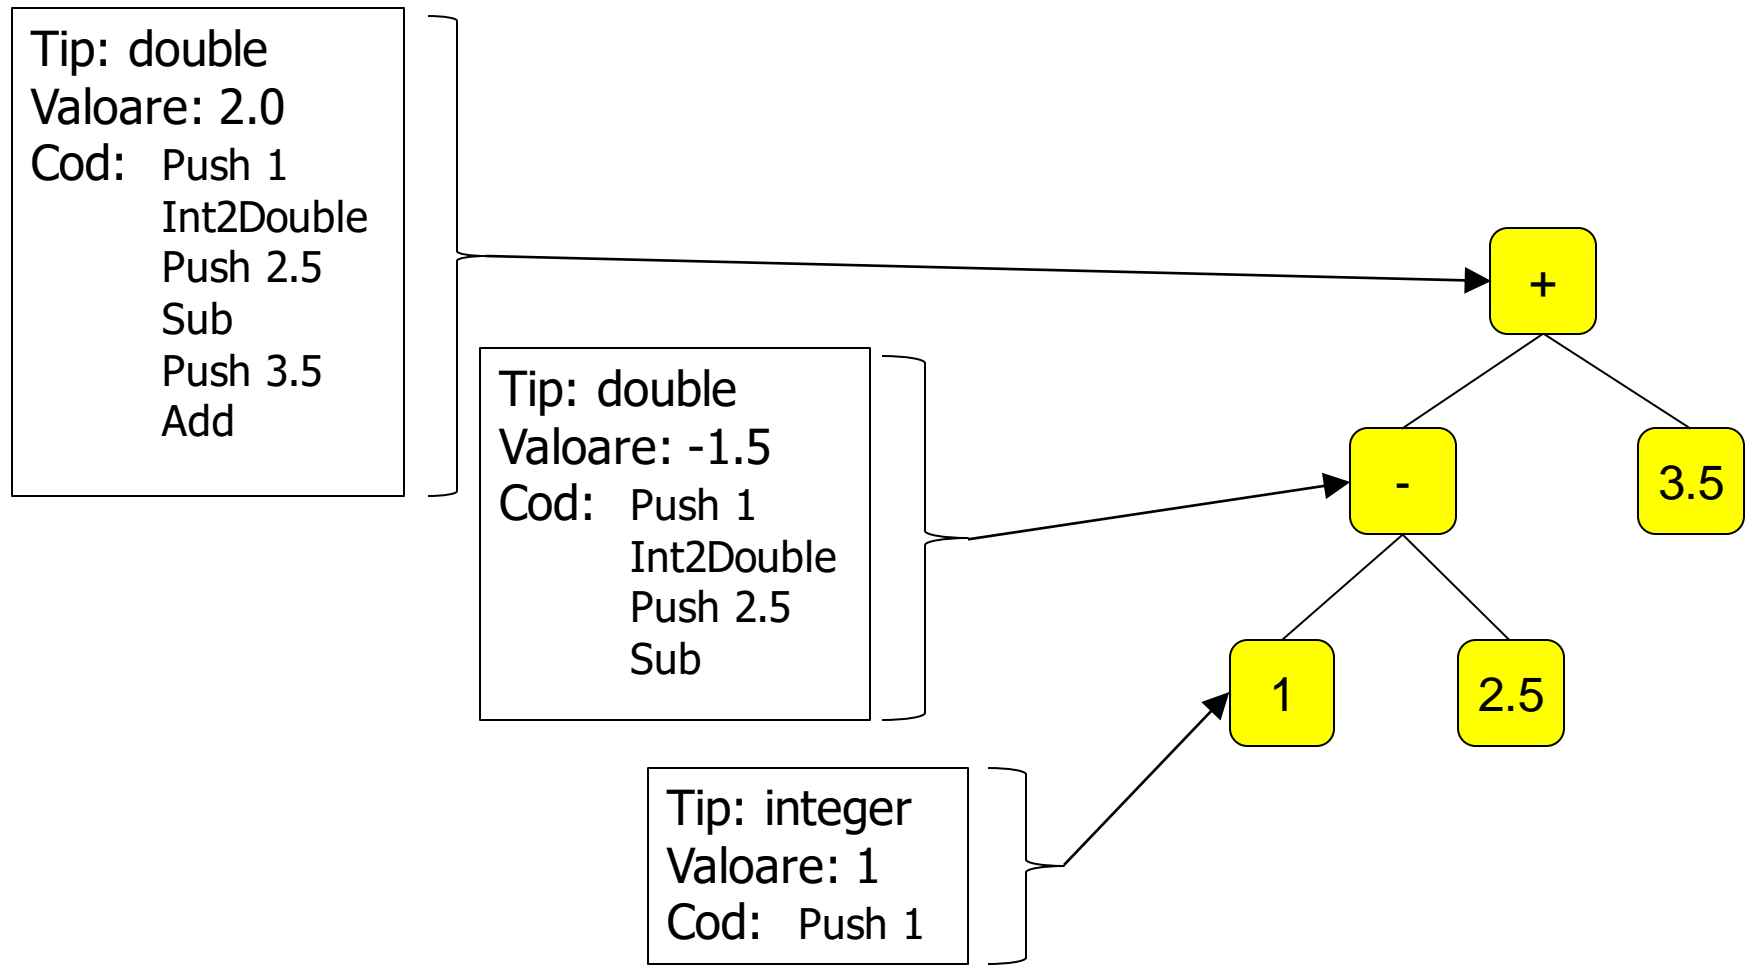 Tip: double
Valoare: 2.0
Cod: Push 1
Int2Double
Push 2.5
Sub
Push 3.5
Add
+
Tip: double
Valoare: -1.5
Cod: Push 1
Int2Double
Push 2.5
Sub
-
3.5
1
2.5
Tip: integer
Valoare: 1
Cod: Push 1